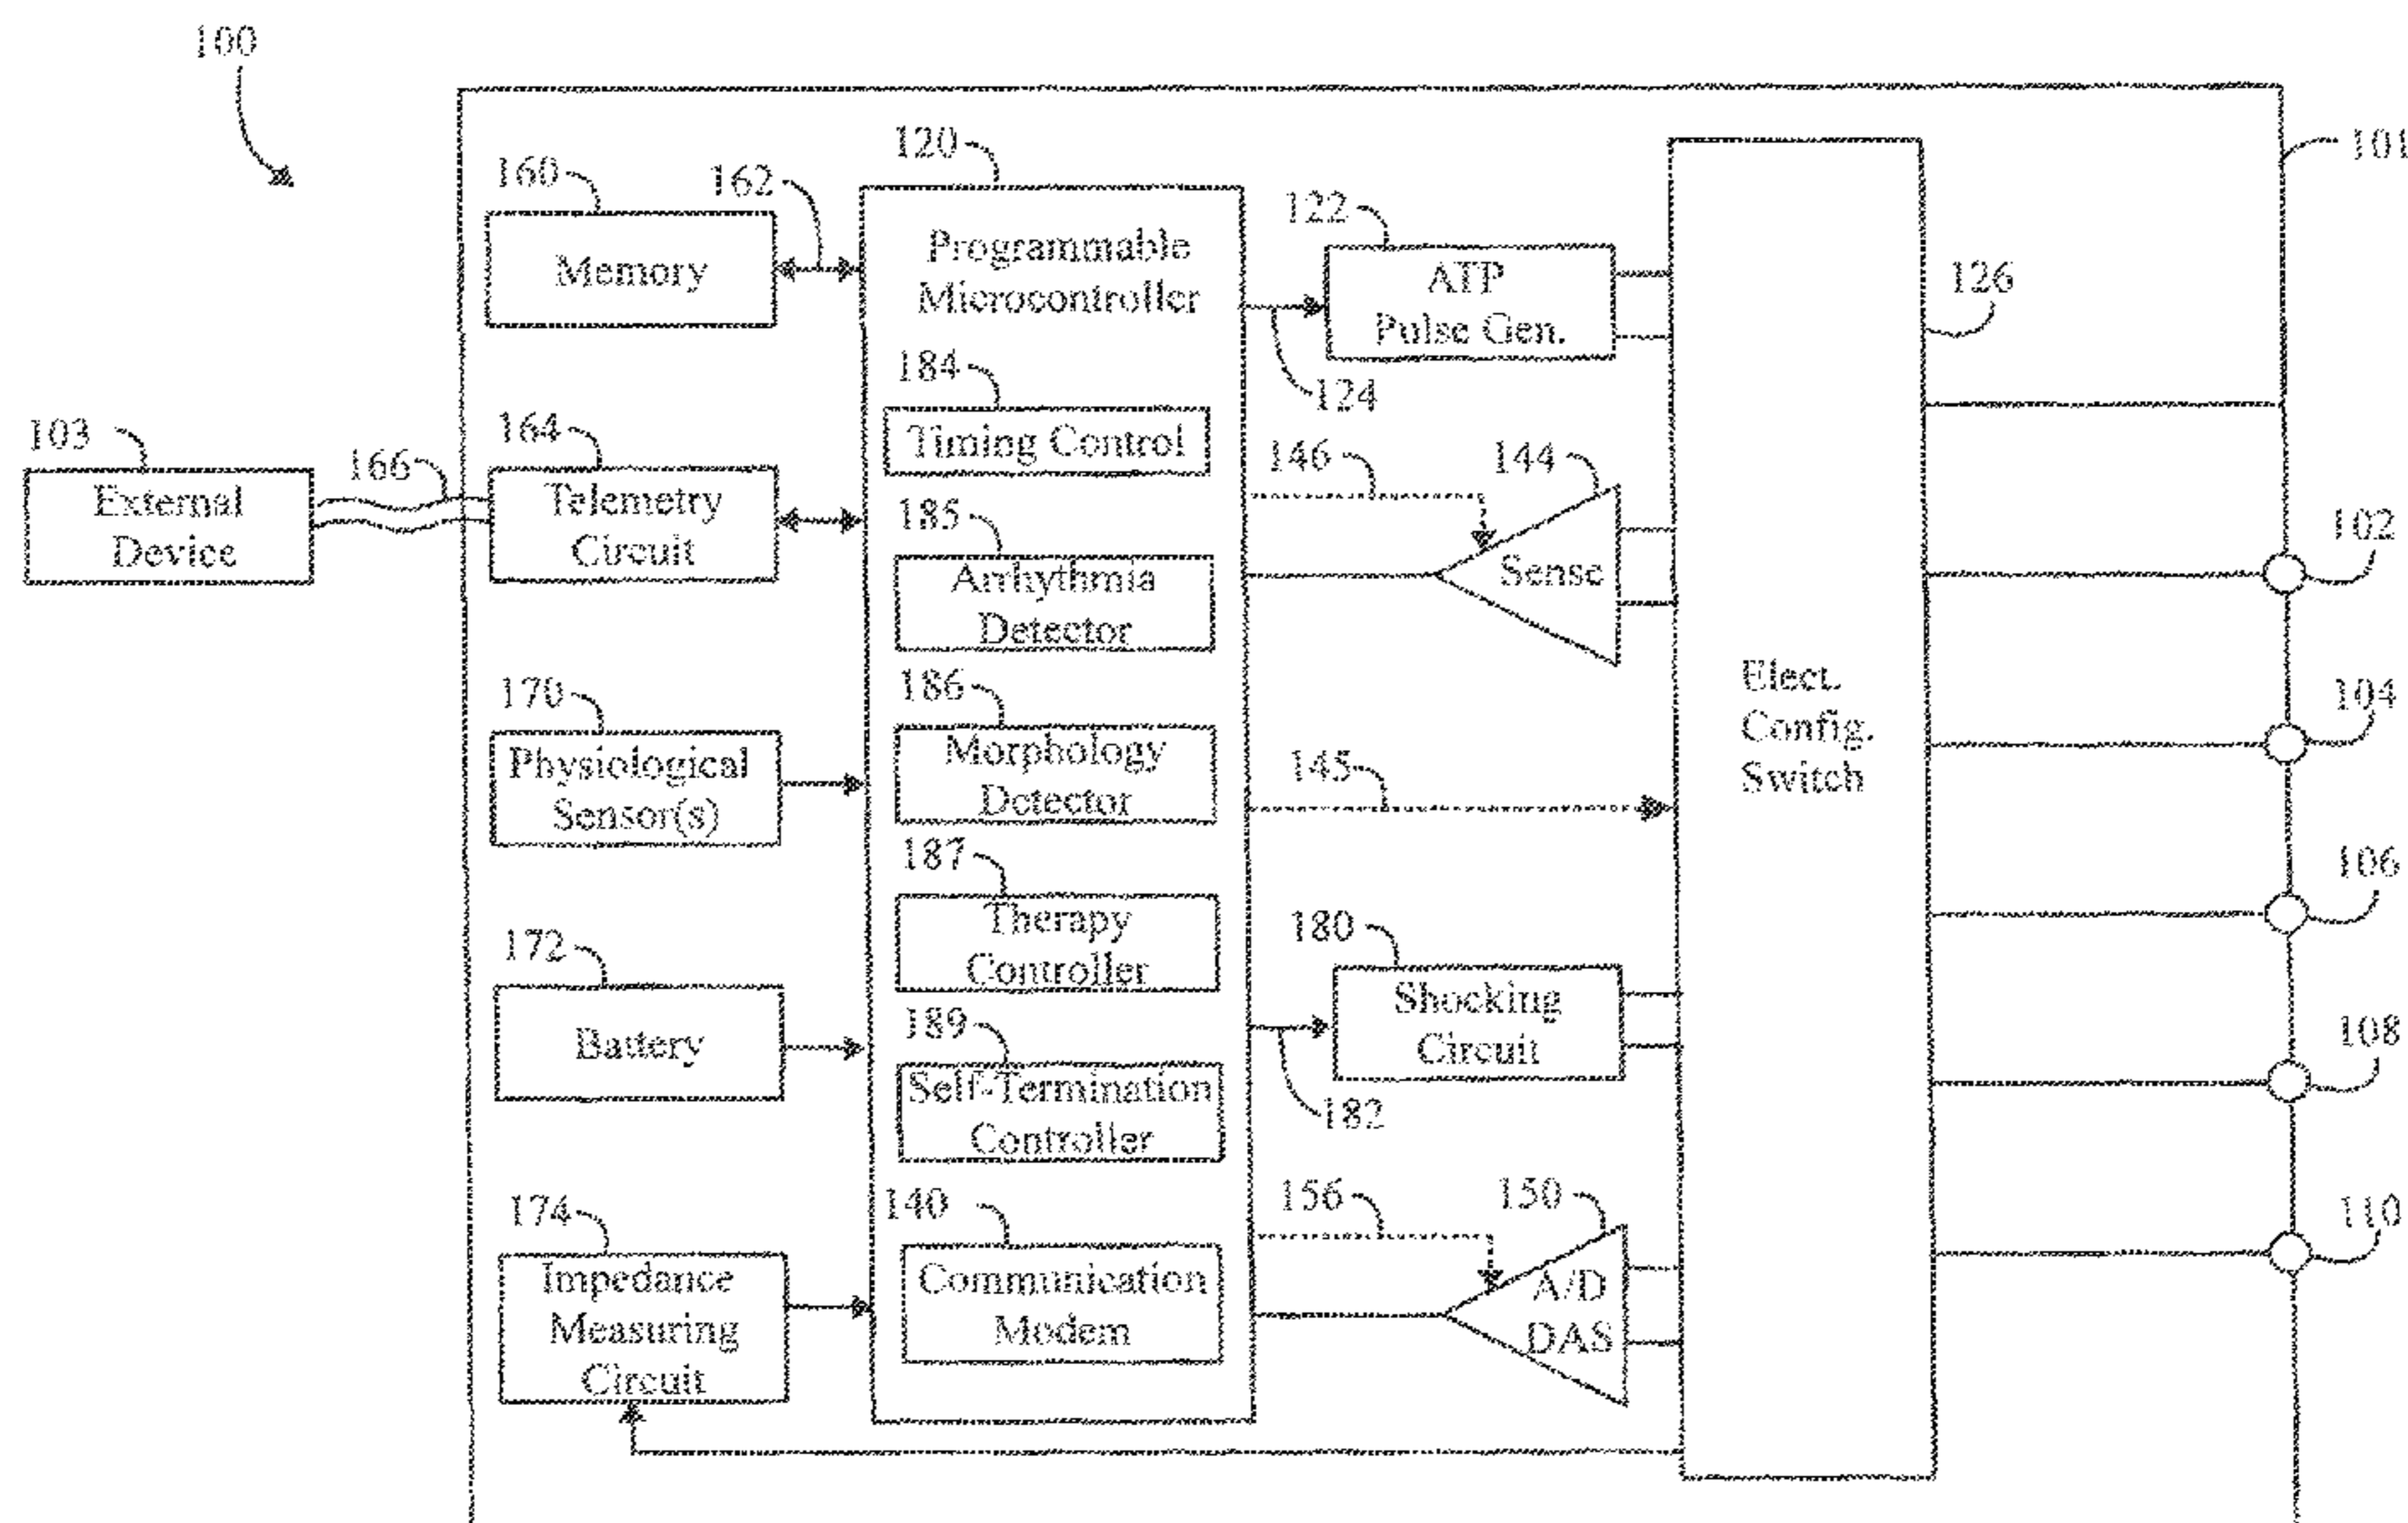 100
101
120
160
162
122
Programmable
Microcontroller
Memory
ATP
Pulse Gen.
126
184
124
Timing Control
103
166
164
146
144
External
Device
Telemetry
Circuit
185
Arrhythmia
Detector
Sense
102
170
186
Physiological
Sensor(s)
Morphology
Detector
145
Elect.
Config.
Switch
104
187
Therapy
Controller
106
172
180
Battery
189
Shocking
Circuit
108
Self-Termination
Controller
182
174
140
156
150
110
Impedance
Measuring
Circuit
Communication
Modem
A/D
DAS